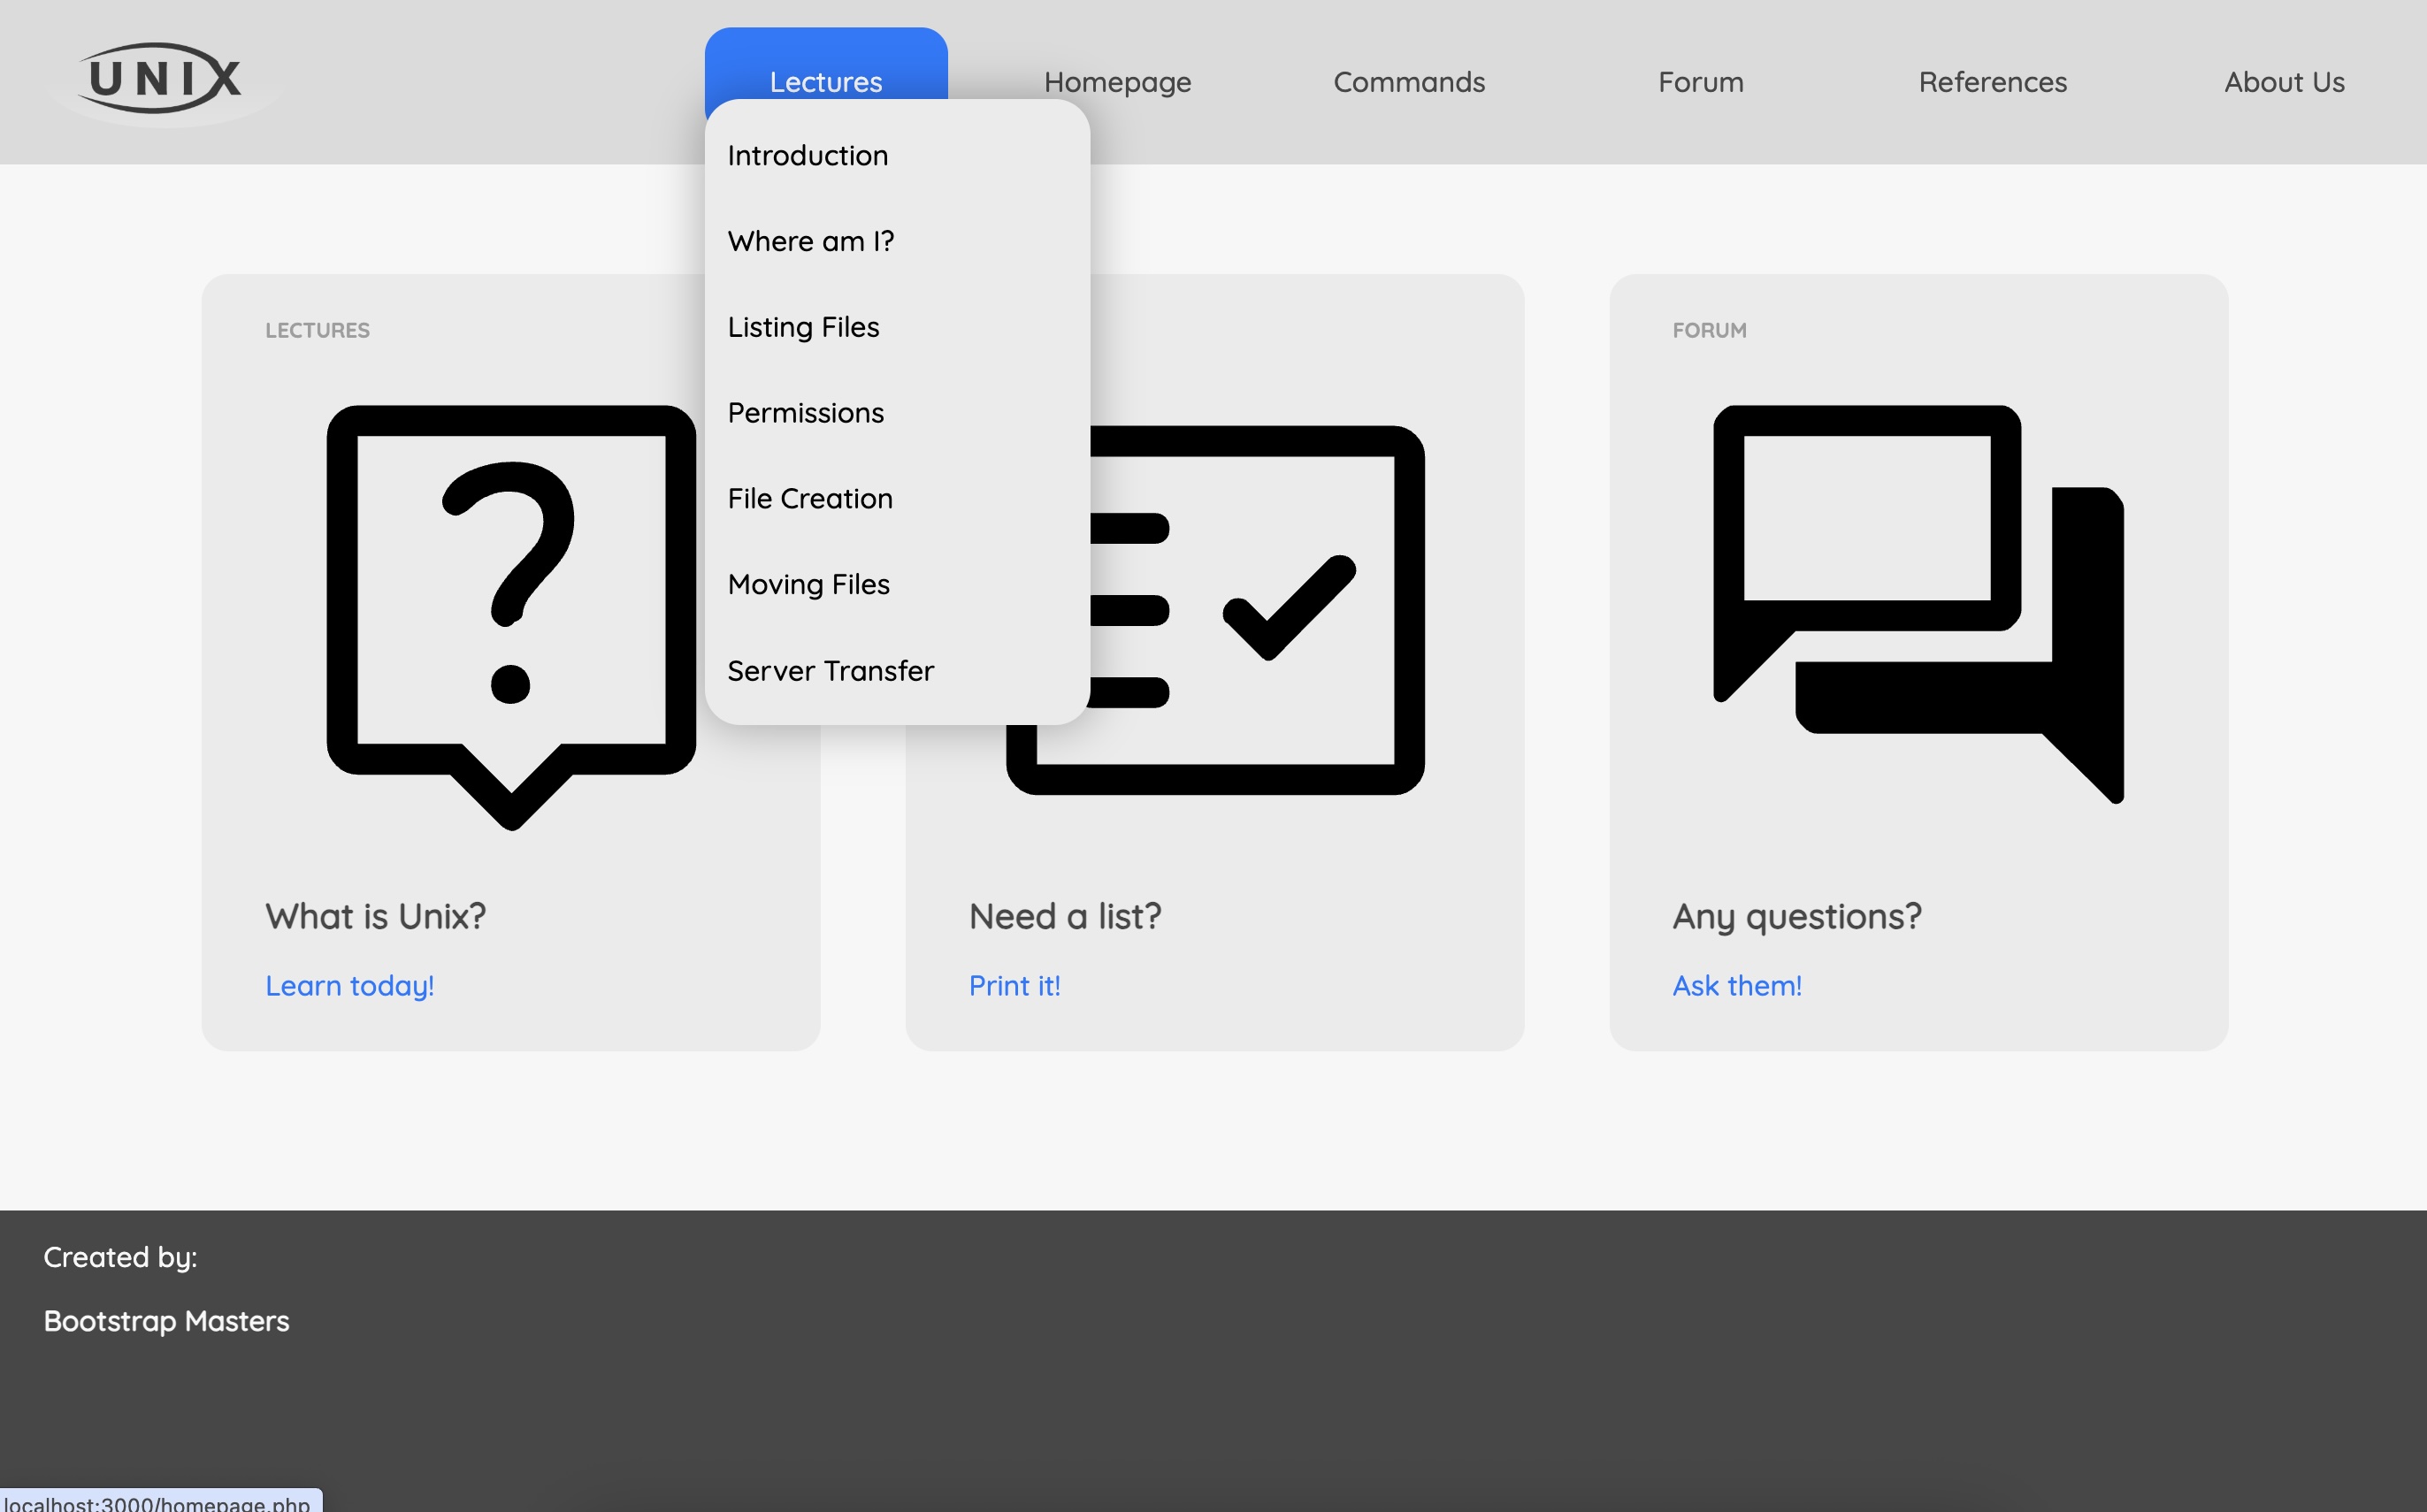 UNIX
Lectures
Homepage
Commands
Forum
References
About Us
Introduction
Where am I?
Listing Files
Permissions
File Creation
Moving Files
Server Transfer
LECTURES
What is Unix?
Learn today!
Need a list?
Print it!
FORUM
Any questions?
Ask them!
Created by:
Bootstrap Masters
localhost:3000/homepage.php